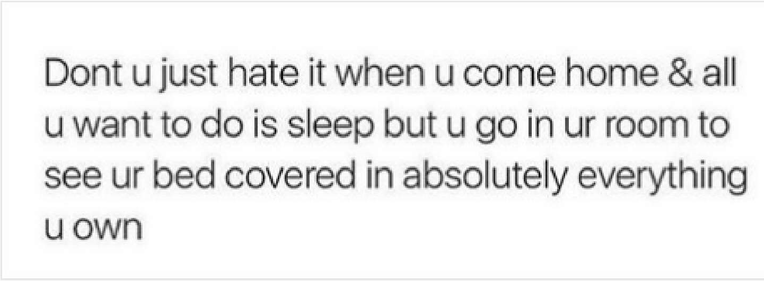 Dont u just hate it when u come home & all
u want to do is sleep but u go in ur room to
see ur bed covered in absolutely everything
u own